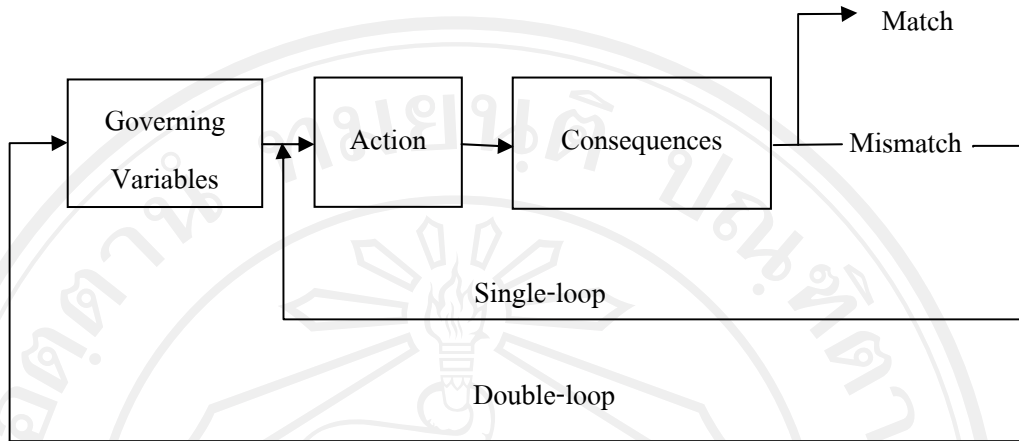 Match
Governing
Variables
Action
Consequences
Mismatch
Single-loop
Double-loop